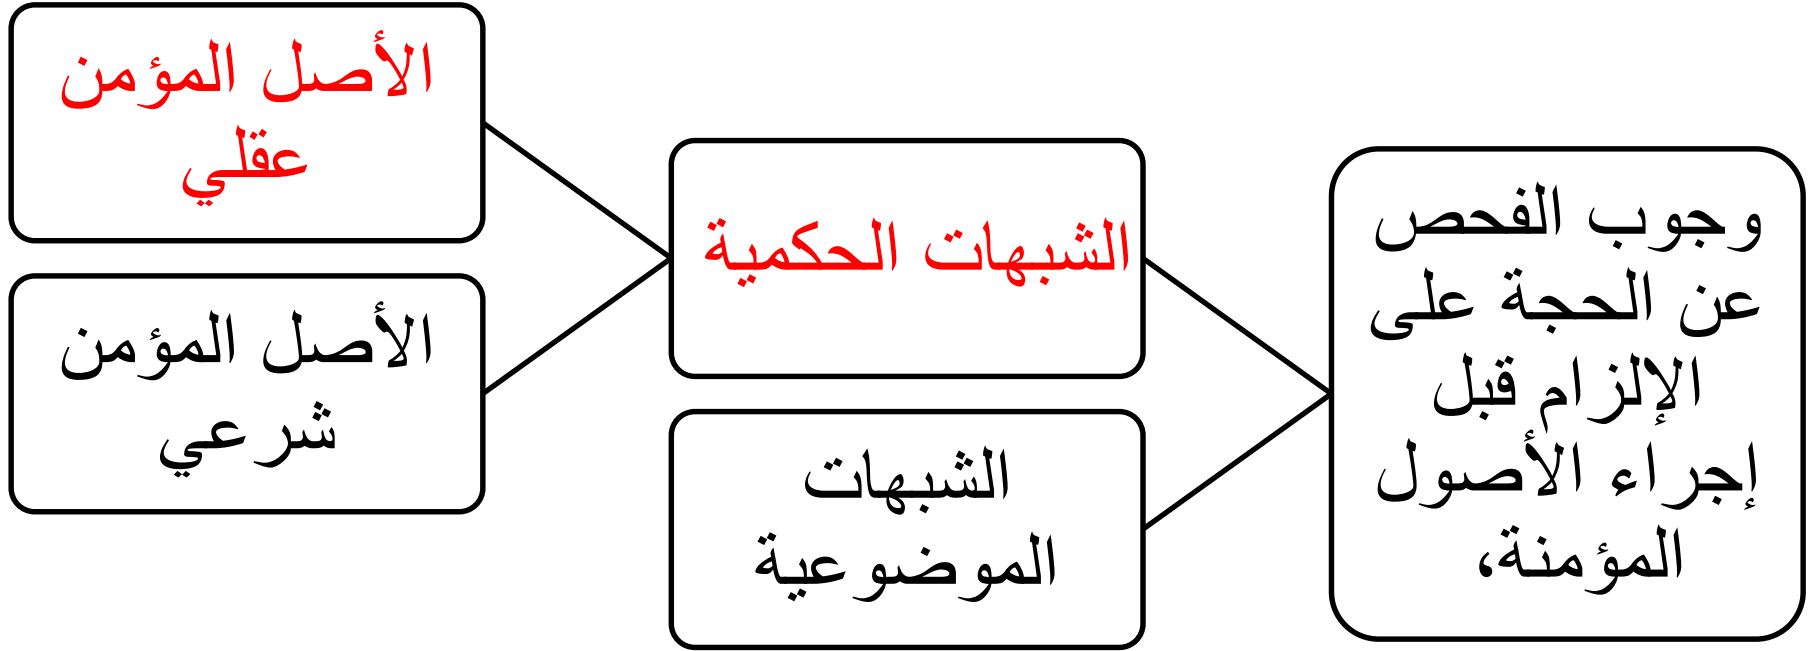 وجوب الفحص
عن الحجة على
الإلزام قبل
إجراء الأصول
المؤمنة،
الشبهات الحكمية
الشبهات
الموضوعية
الأصل المؤمن
عقلي
الأصل المؤمن
شرعي